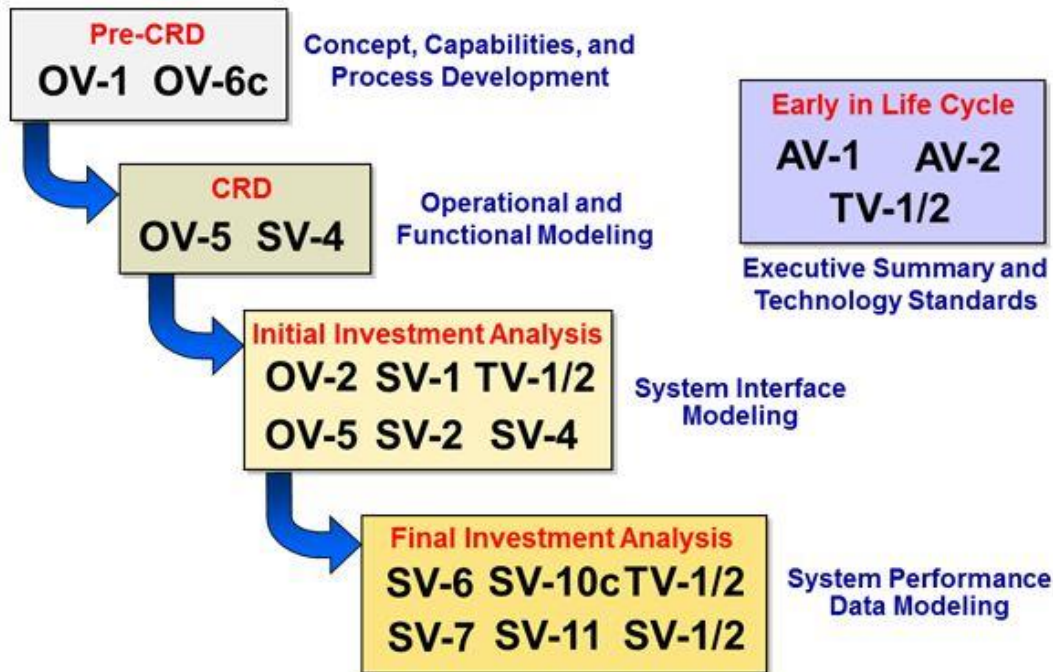 Pre-CRD
OV-1 OV-6c
Concept, Capabilities, and
Process Development
Early in Life Cycle
AV-1 AV-2
TV-1/2
Executive Summary and
Technology Standards
CRD
OV-5 SV-4
Operational and
Functional Modeling
Initial Investment Analysis
OV-2 SV-1 TV-1/2
OV-5 SV-2 SV-4
System Interface
Modeling
Final Investment Analysis
SV-6 SV-10c TV-1/2
SV-7 SV-11 SV-1/2
System Performance
Data Modeling